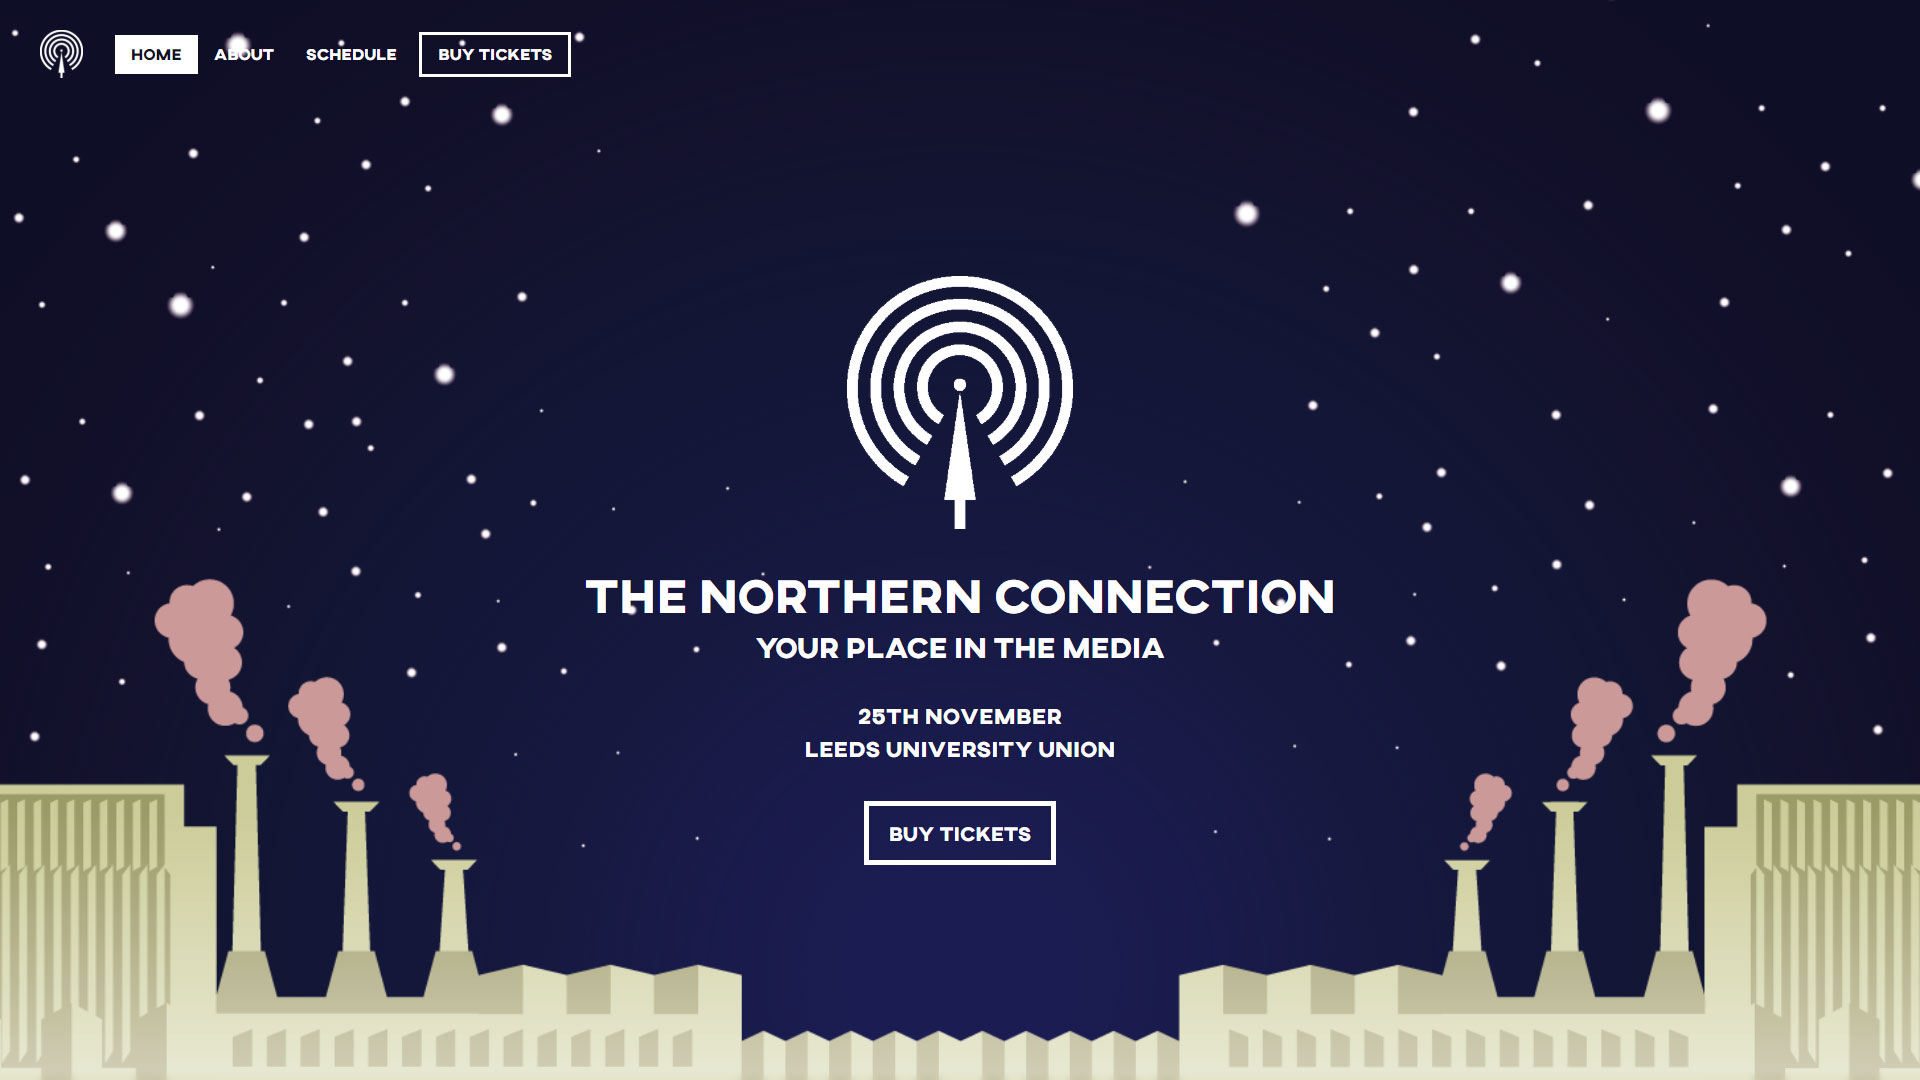 HOME ABOUT SCHEDULE BUY TICKETS
THE NORTHERN CONNECTION
YOUR PLACE IN THE MEDIA
25TH NOVEMBER
LEEDS UNIVERSITY UNION
BUY TICKETS